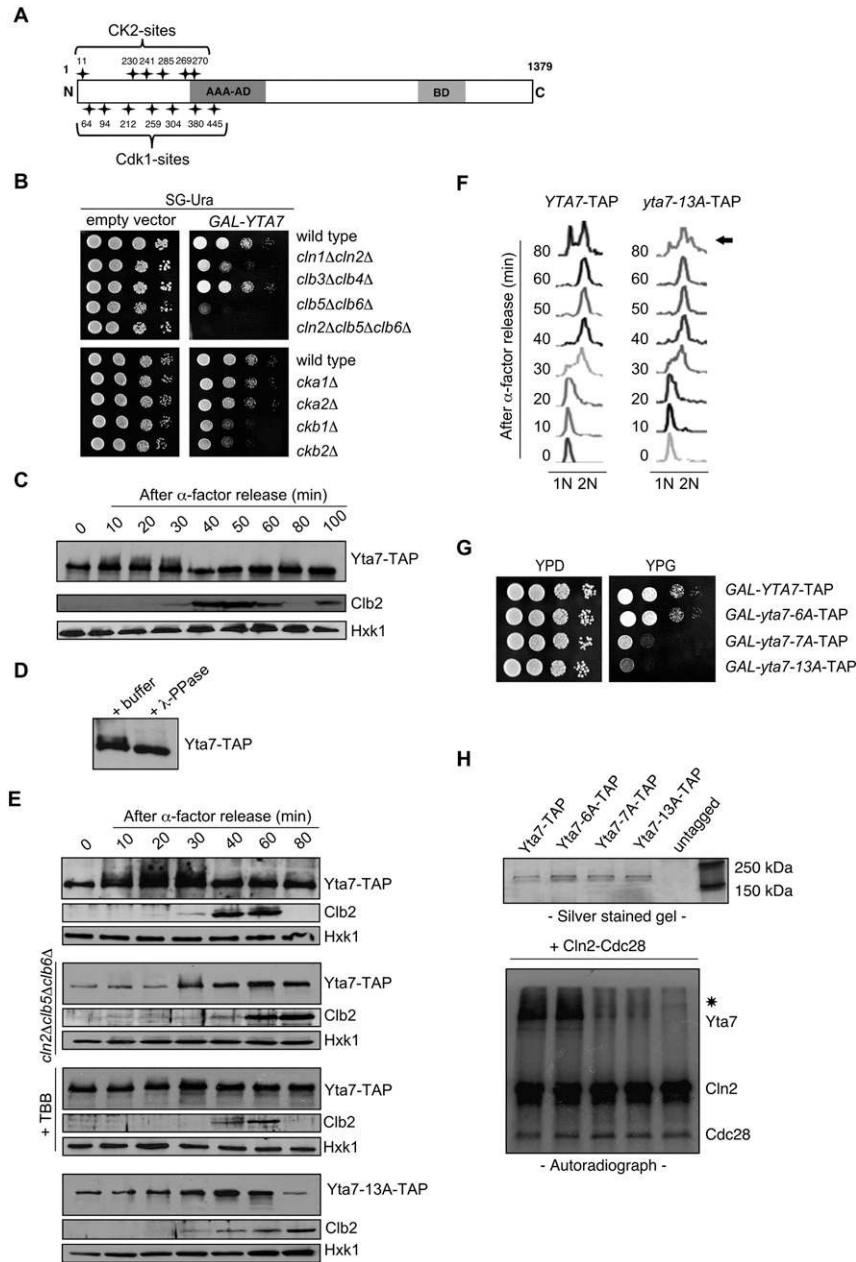 A
CK2-sites
11 230 241 285 269 270
1 1379
N AAA-AD BD C
64 94 212 259 304 380 445
Cdk1-sites
B
SG-Ura
empty vector GAL-YTA7
wild type
cln1Δcln2Δ
clb3Δclb4Δ
clb5Δclb6Δ
cln2Δclb5Δclb6Δ
wild type
cka1Δ
cka2Δ
ckb1Δ
ckb2Δ
C
After α-factor release (min)
0 10 20 30 40 50 60 80 100
Yta7-TAP
Clb2
Hxk1
D
+ buffer
+ λ-PPase
Yta7-TAP
E
After α-factor release (min)
0 10 20 30 40 60 80
Yta7-TAP
Clb2
Hxk1
cln2Δclb5Δclb6Δ
Yta7-TAP
Clb2
Hxk1
+ TBB
Yta7-TAP
Clb2
Hxk1
Yta7-13A-TAP
Clb2
Hxk1
F
YTA7-TAP yta7-13A-TAP
After α-factor release (min)
80 80
60 60
50 50
40 40
30 30
20 20
10 10
0 0
1N 2N 1N 2N
G
YPD YPG
GAL-YTA7-TAP
GAL-yta7-6A-TAP
GAL-yta7-7A-TAP
GAL-yta7-13A-TAP
H
Yta7-TAP
Yta7-6A-TAP
Yta7-7A-TAP
Yta7-13A-TAP
untagged
250 kDa
150 kDa
- Silver stained gel -
+ Cln2-Cdc28
Yta7
Cln2
Cdc28
- Autoradiograph -